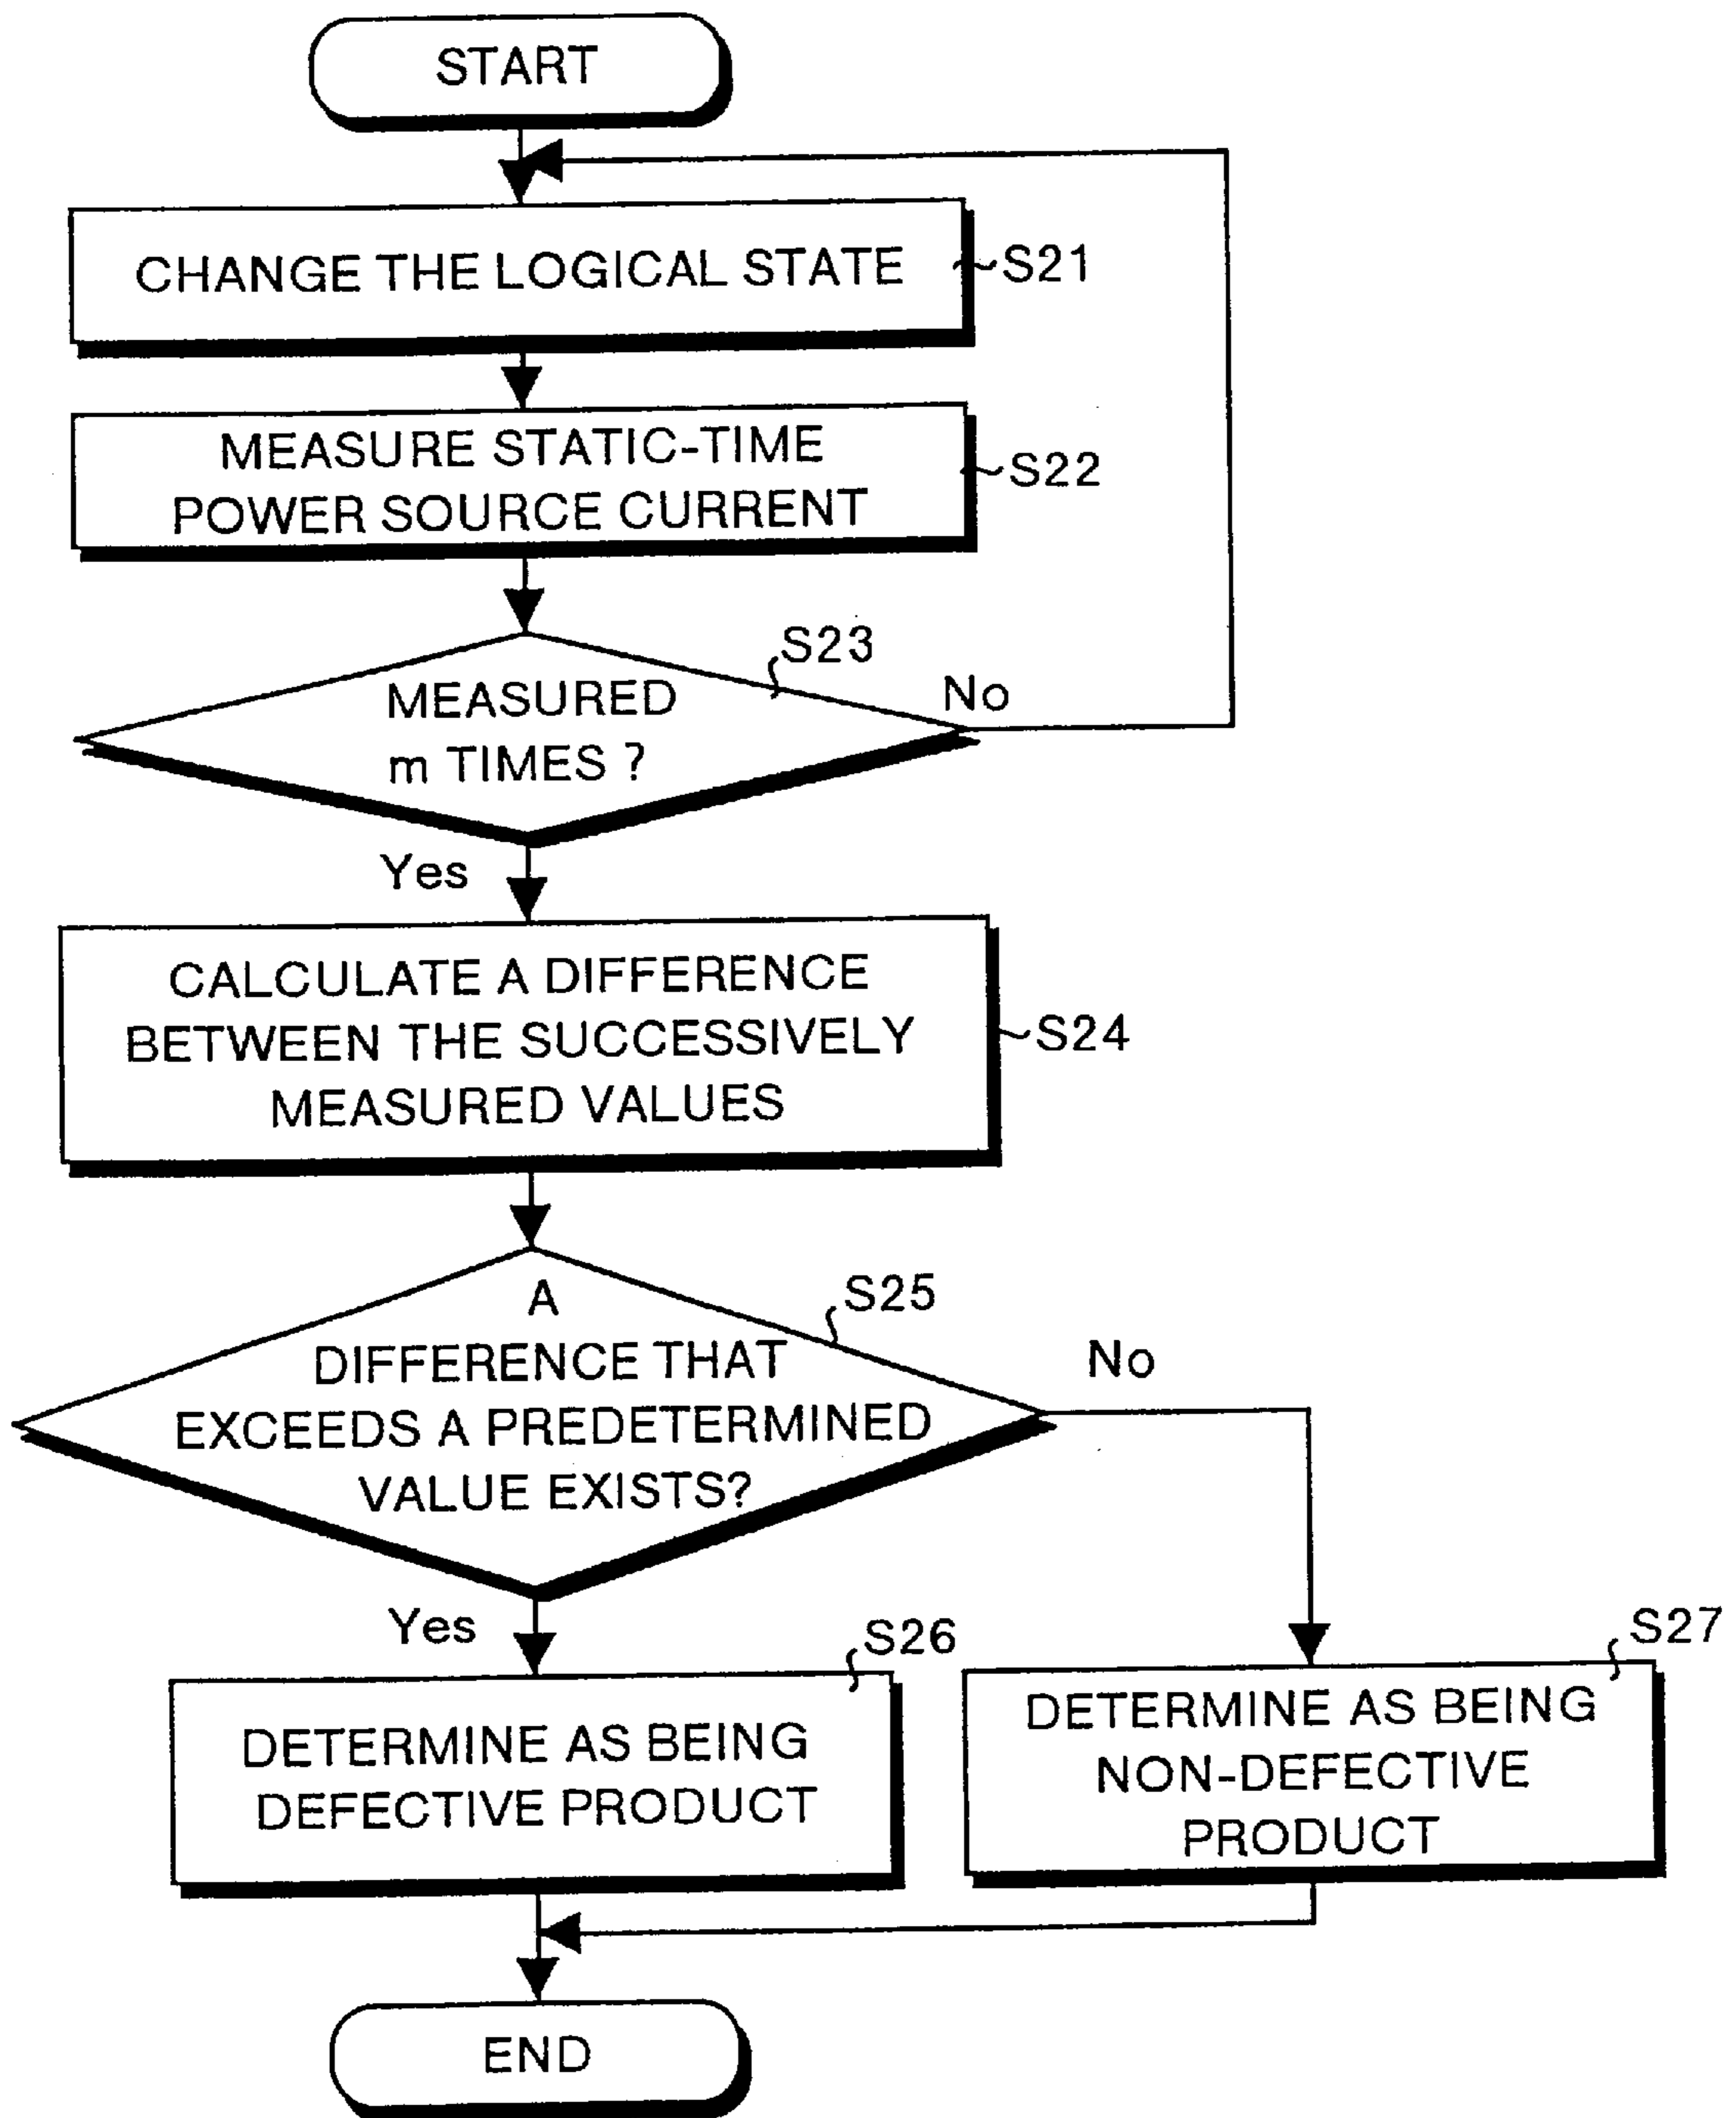 START
CHANGE THE LOGICAL STATE
S21
MEASURE STATIC-TIME
POWER SOURCE CURRENT
S22
S23
MEASURED
m TIMES ?
No
Yes
CALCULATE A DIFFERENCE
BETWEEN THE SUCCESSIVELY
MEASURED VALUES
S24
A
DIFFERENCE THAT
EXCEEDS A PREDETERMINED
VALUE EXISTS?
S25
No
Yes
S26
DETERMINE AS BEING
DEFECTIVE PRODUCT
S27
DETERMINE AS BEING
NON-DEFECTIVE
PRODUCT
END